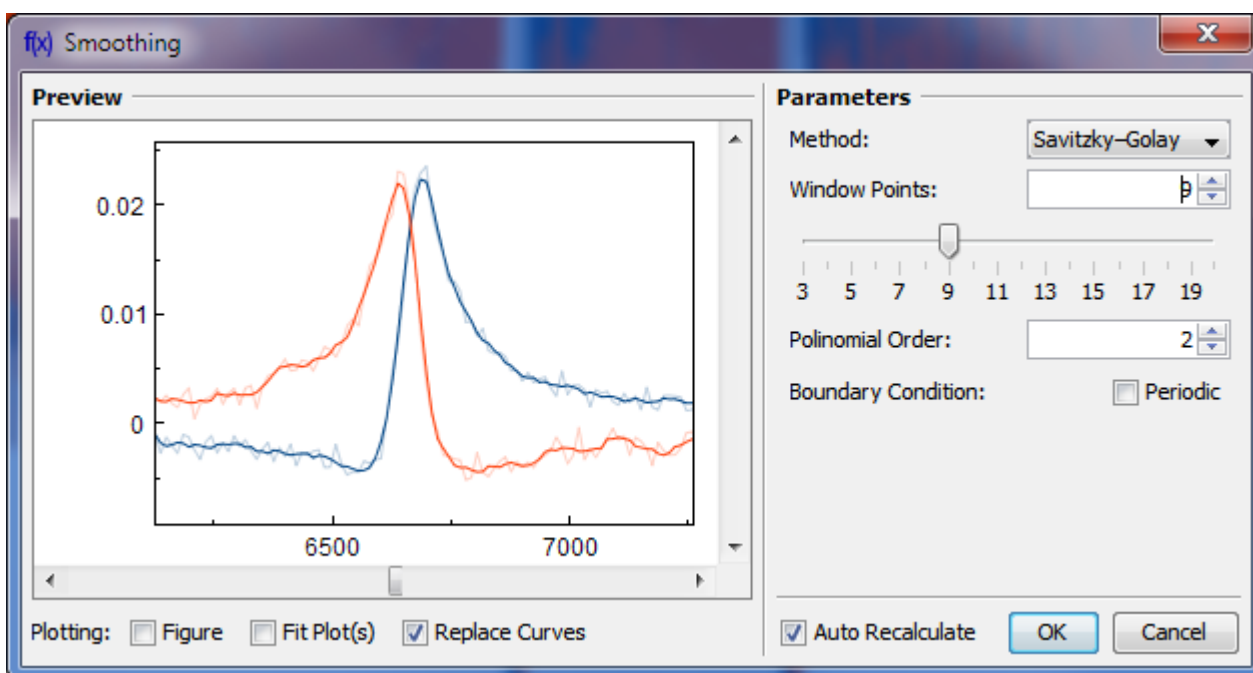 f(x) Smoothing
Preview
0.02
0.01
0
6500 7000
Plotting: Figure Fit Plot(s) Replace Curves
Parameters
Method: Savitzky–Golay
Window Points: 9
3 5 7 9 11 13 15 17 19
Polinomial Order: 2
Boundary Condition: Periodic
Auto Recalculate OK Cancel